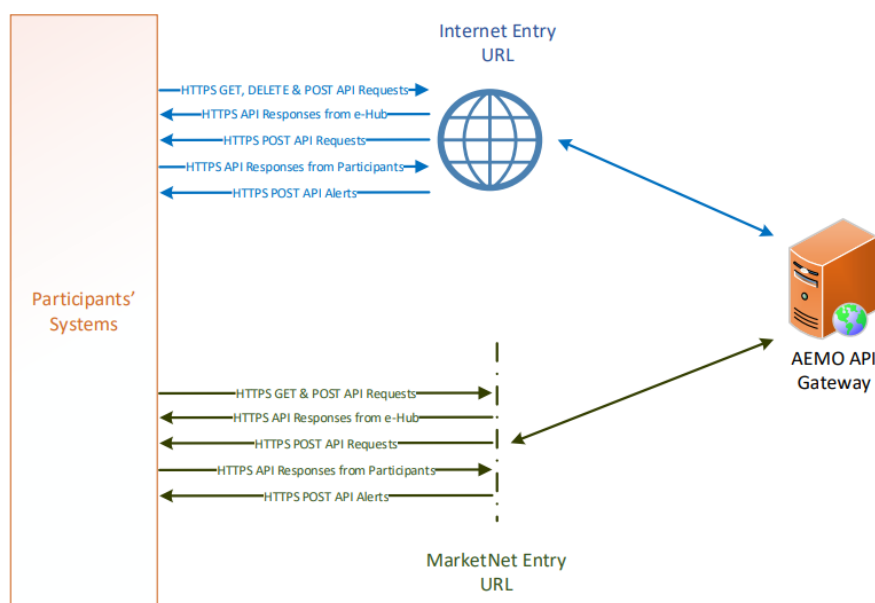 Internet Entry
URL
HTTPS GET, DELETE & POST API Requests
HTTPS API Responses from e-Hub
HTTPS POST API Requests
HTTPS API Responses from Participants
HTTPS POST API Alerts
Participants'
Systems
AEMO API
Gateway
HTTPS GET & POST API Requests
HTTPS API Responses from e-Hub
HTTPS POST API Requests
HTTPS API Responses from Participants
HTTPS POST API Alerts
MarketNet Entry
URL